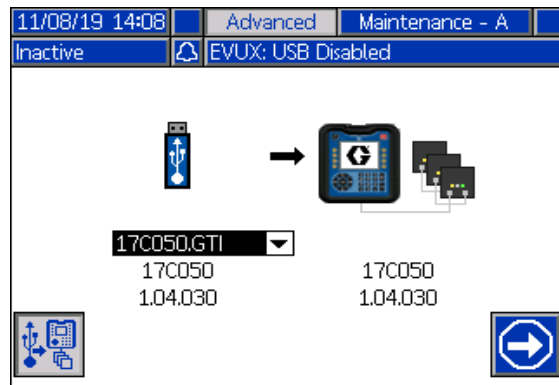 11/08/19 14:08 Advanced Maintenance - A
Inactive EVUX: USB Disabled
G
17C050.GTI
17C050 17C050
1.04.030 1.04.030